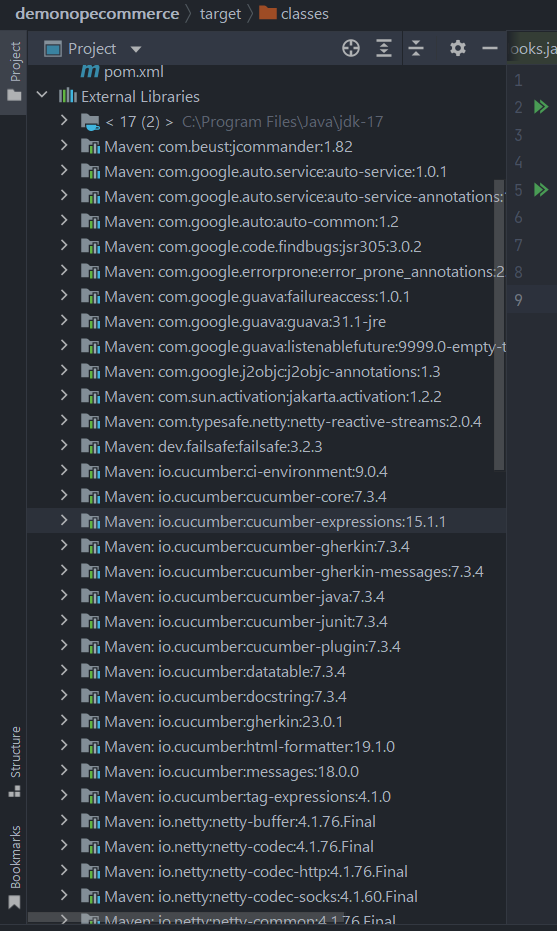 demonopecommerce > target > classes
Project
ooks.ja
Project
pom.xml
External Libraries
< 17 (2) > C:\Program Files\Java\jdk-17
Maven: com.beust:jcommander:1.82
Maven: com.google.auto.service:auto-service:1.0.1
Maven: com.google.auto.service:auto-service-annotations:
Maven: com.google.auto:auto-common:1.2
Maven: com.google.code.findbugs:jsr305:3.0.2
Maven: com.google.errorprone:error_prone_annotations:2
Maven: com.google.guava:failureaccess:1.0.1
Maven: com.google.guava:guava:31.1-jre
Maven: com.google.guava:listenablefuture:9999.0-empty-t
Maven: com.google.j2objc:j2objc-annotations:1.3
Maven: com.sun.activation:jakarta.activation:1.2.2
Maven: com.typesafe.netty:netty-reactive-streams:2.0.4
Maven: dev.failsafe:failsafe:3.2.3
Maven: io.cucumber:ci-environment:9.0.4
Maven: io.cucumber:cucumber-core:7.3.4
Maven: io.cucumber:cucumber-expressions:15.1.1
Maven: io.cucumber:cucumber-gherkin:7.3.4
Maven: io.cucumber:cucumber-gherkin-messages:7.3.4
Maven: io.cucumber:cucumber-java:7.3.4
Maven: io.cucumber:cucumber-junit:7.3.4
Maven: io.cucumber:cucumber-plugin:7.3.4
Maven: io.cucumber:datatable:7.3.4
Maven: io.cucumber:docstring:7.3.4
Maven: io.cucumber:gherkin:23.0.1
Maven: io.cucumber:html-formatter:19.1.0
Maven: io.cucumber:messages:18.0.0
Maven: io.cucumber:tag-expressions:4.1.0
Maven: io.netty:netty-buffer:4.1.76.Final
Maven: io.netty:netty-codec:4.1.76.Final
Maven: io.netty:netty-codec-http:4.1.76.Final
Maven: io.netty:netty-codec-socks:4.1.60.Final
Maven: io.netty:netty-common:4.1.76.Final
1
2
3
4
5
6
7
8
9
Structure
Bookmarks